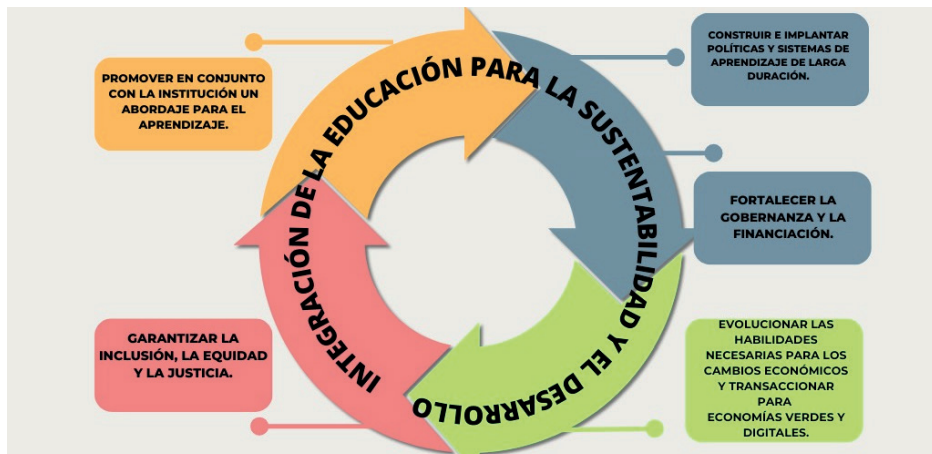 INTEGRACIÓN DE LA EDUCACIÓN PARA LA SUSTENTABILIDAD Y EL DESARROLLO
PROMOVER EN CONJUNTO
CON LA INSTITUCIÓN UN
ABORDAJE PARA EL
APRENDIZAJE.
CONSTRUIR E IMPLANTAR
POLÍTICAS Y SISTEMAS DE
APRENDIZAJE DE LARGA
DURACIÓN.
FORTALECER LA
GOBERNANZA Y LA
FINANCIACIÓN.
EVOLUCIONAR LAS
HABILIDADES
NECESARIAS PARA LOS
CAMBIOS ECONÓMICOS
Y TRANSACCIONAR
PARA
ECONOMÍAS VERDES Y
DIGITALES.
GARANTIZAR LA
INCLUSIÓN, LA EQUIDAD
Y LA JUSTICIA.